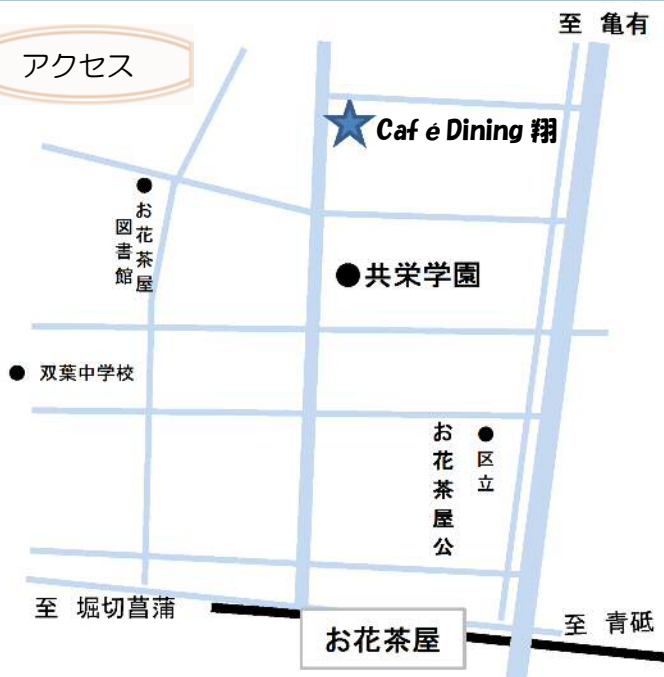 至 亀有
アクセス
Café Dining 翔
お花茶屋
図書館
共栄学園
双葉中学校
区立
お花茶屋公
至 堀切菖蒲
お花茶屋
至 青砥